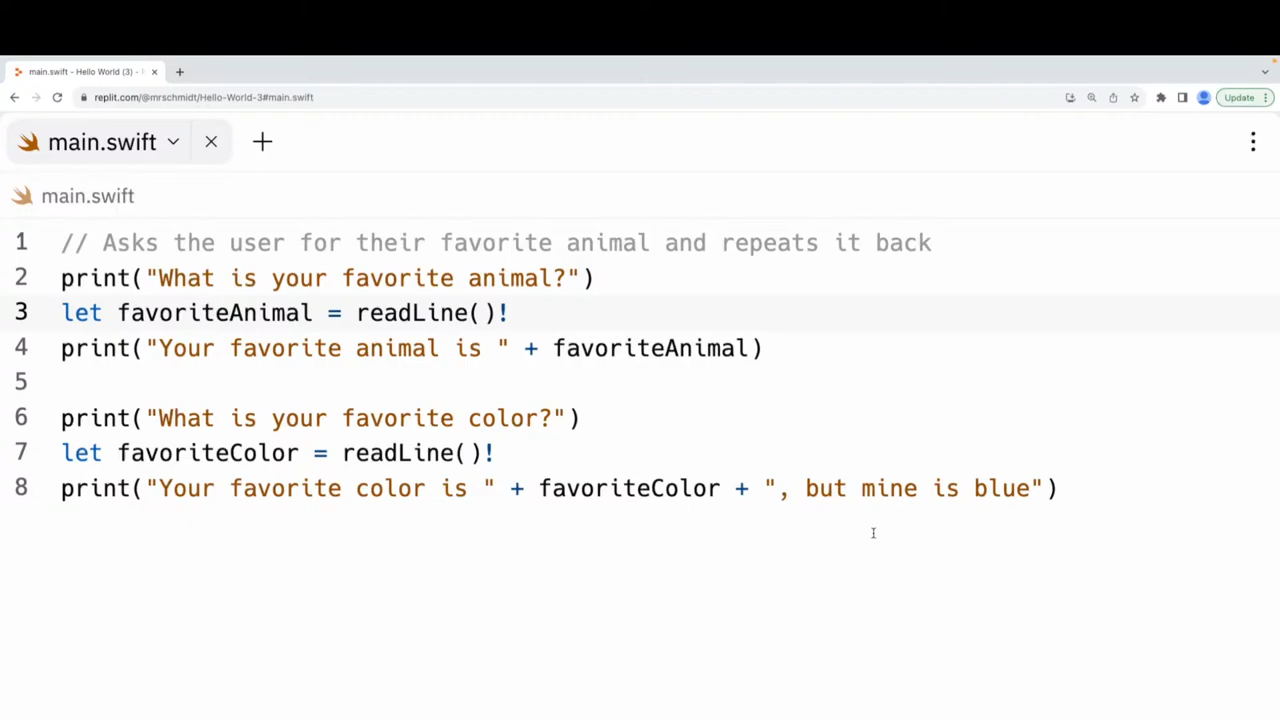 main.swift - Hello World (3) -
replit.com/@mrschmidt/Hello-World-3#main.swift
Update
main.swift
main.swift
1 // Asks the user for their favorite animal and repeats it back
2 print("What is your favorite animal?")
3 let favoriteAnimal = readLine()!
4 print("Your favorite animal is " + favoriteAnimal)
5
6 print("What is your favorite color?")
7 let favoriteColor = readLine()!
8 print("Your favorite color is " + favoriteColor + ", but mine is blue")